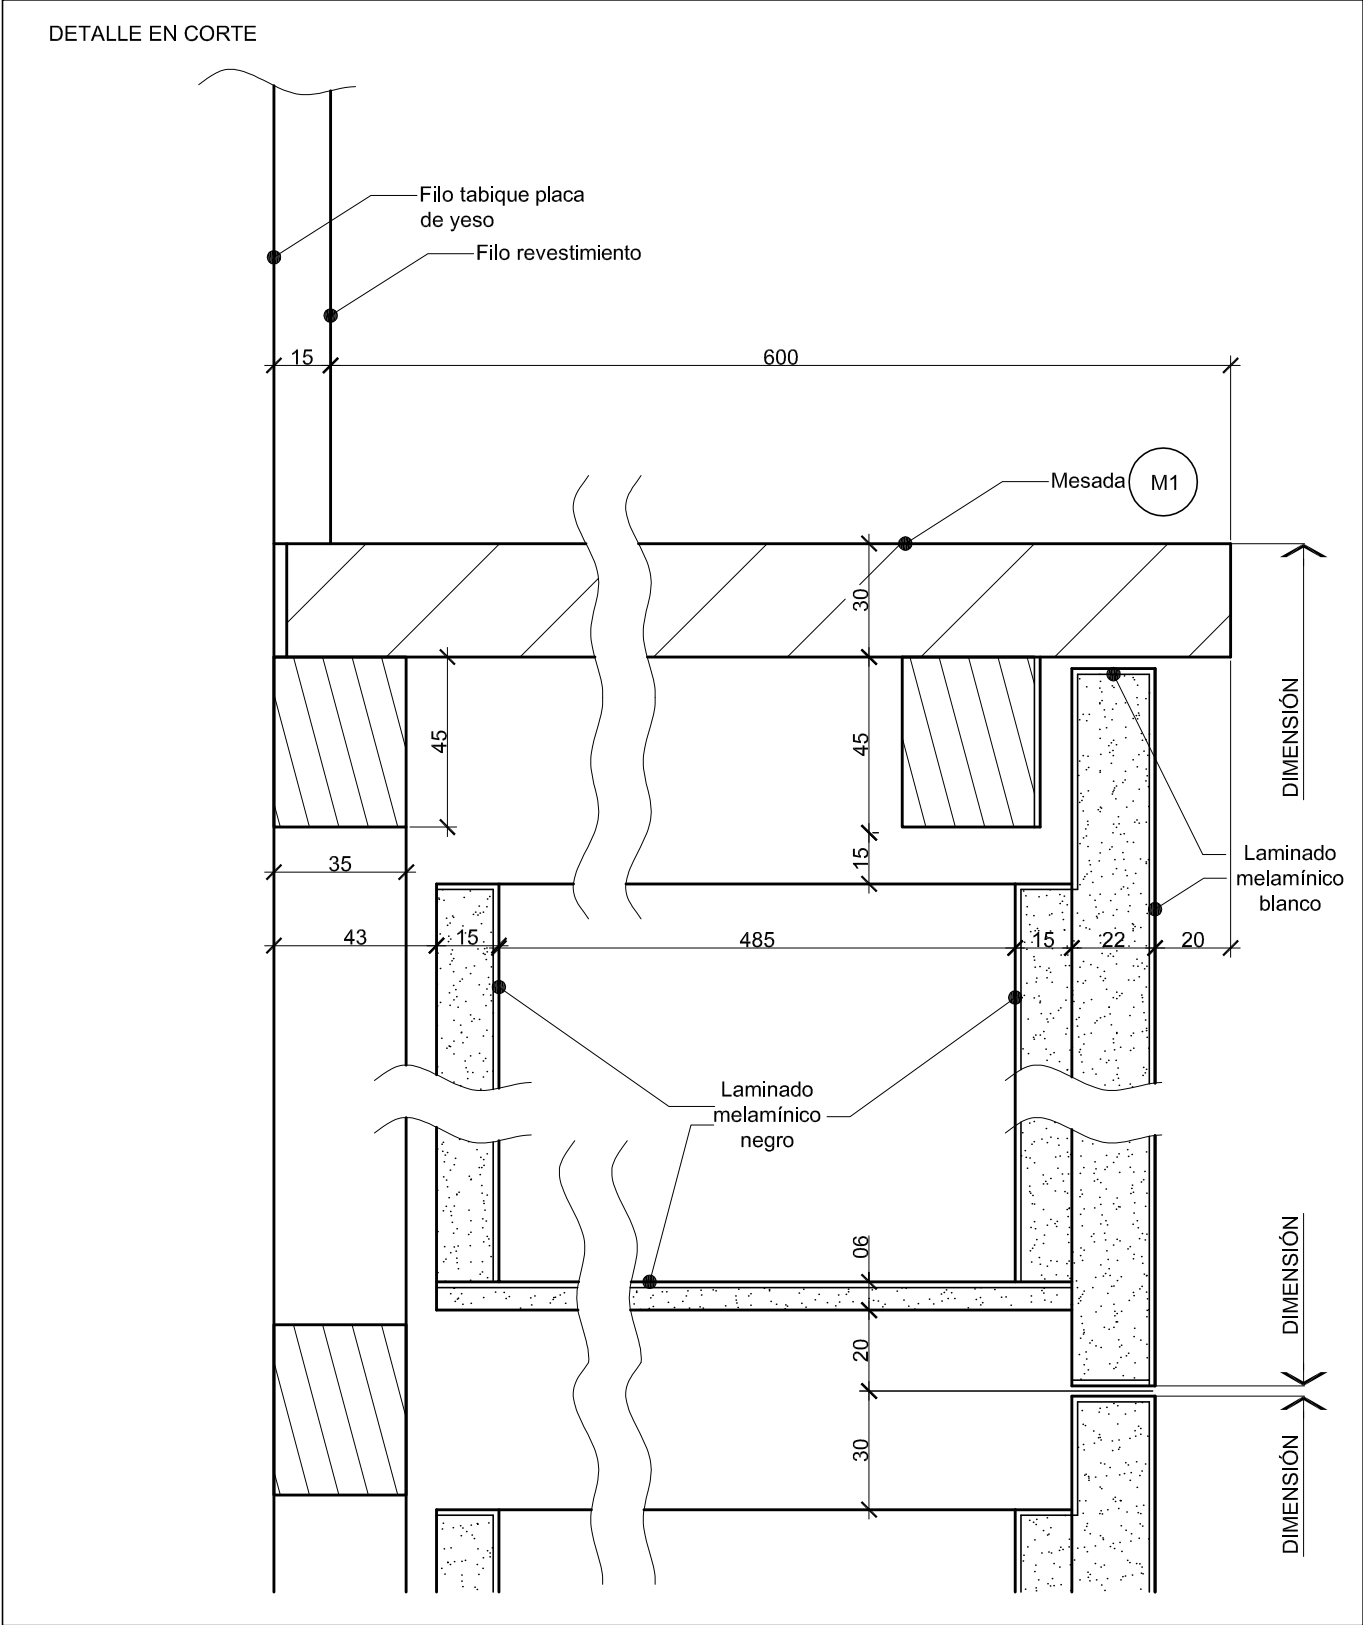 DETALLE EN CORTE
Filo tabique placa
de yeso
Filo revestimiento
15
600
Mesada
M1
30
45
45
15
35
DIMENSIÓN
Laminado
melamínico
blanco
43
15
485
15
22
20
Laminado
melamínico
negro
06
20
30
DIMENSIÓN
DIMENSIÓN